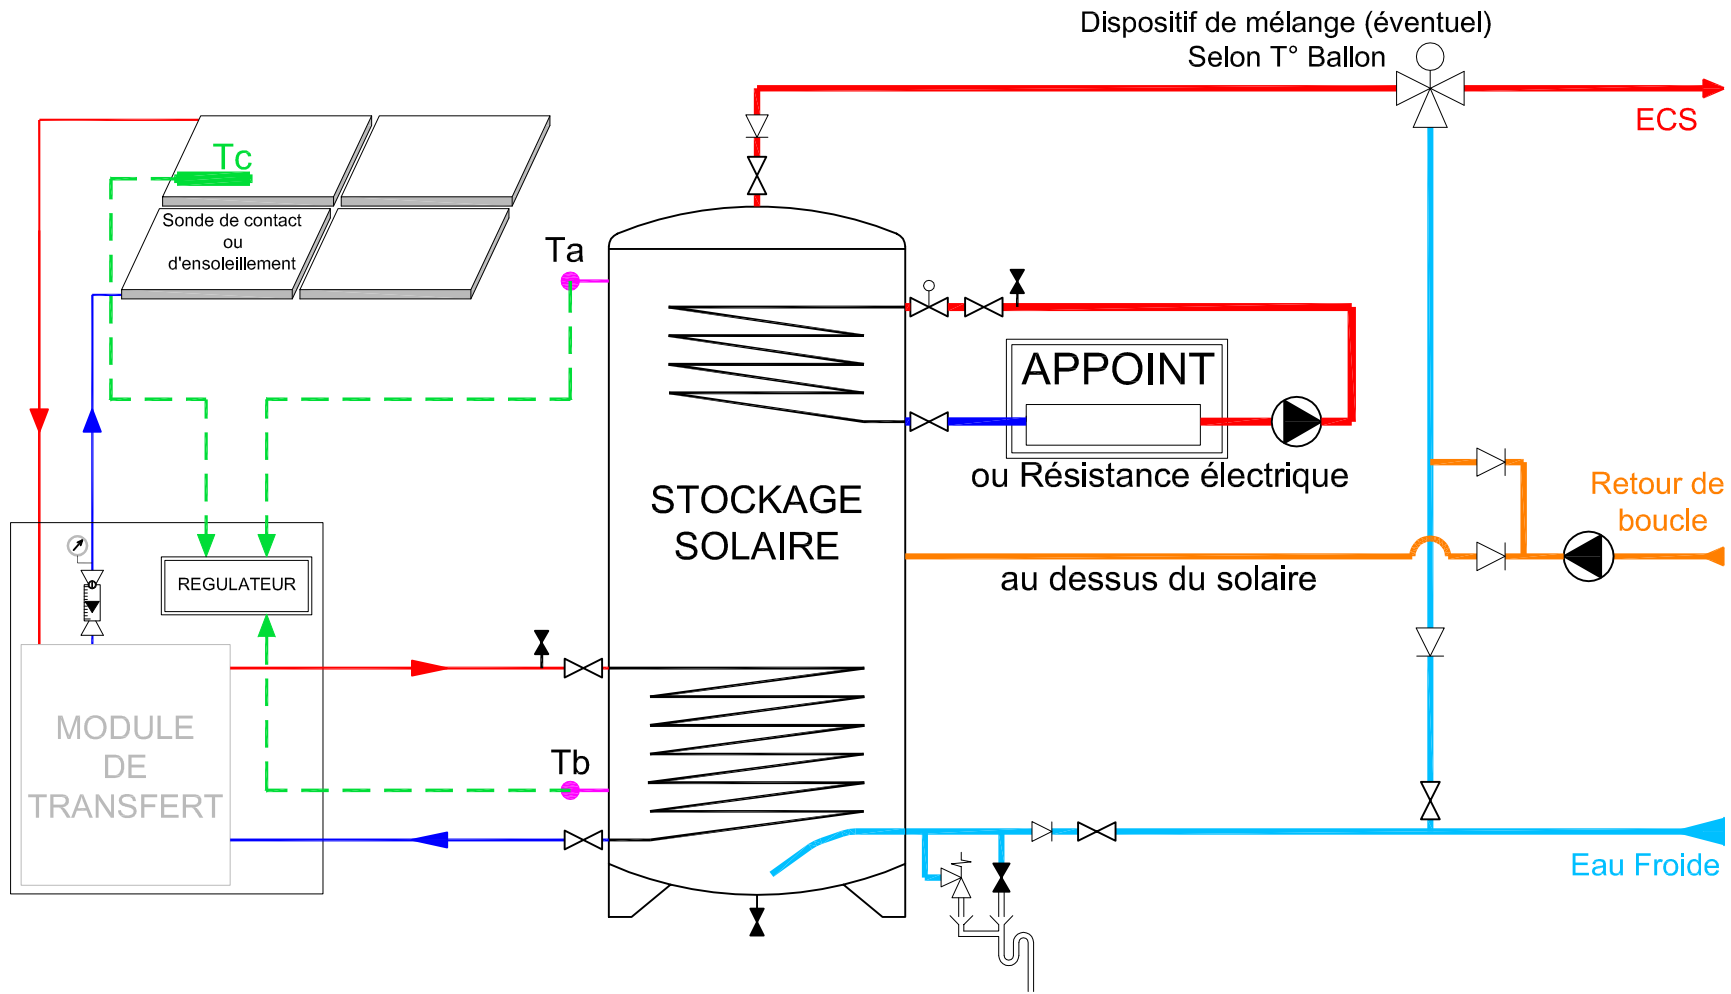 Dispositif de mélange (éventuel)
Selon T° Ballon
ECS
Tc
Sonde de contact
ou
d'ensoleillement
Ta
APPOINT
ou Résistance électrique
STOCKAGE
SOLAIRE
Retour de
boucle
au dessus du solaire
REGULATEUR
MODULE
DE
TRANSFERT
Tb
Eau Froide